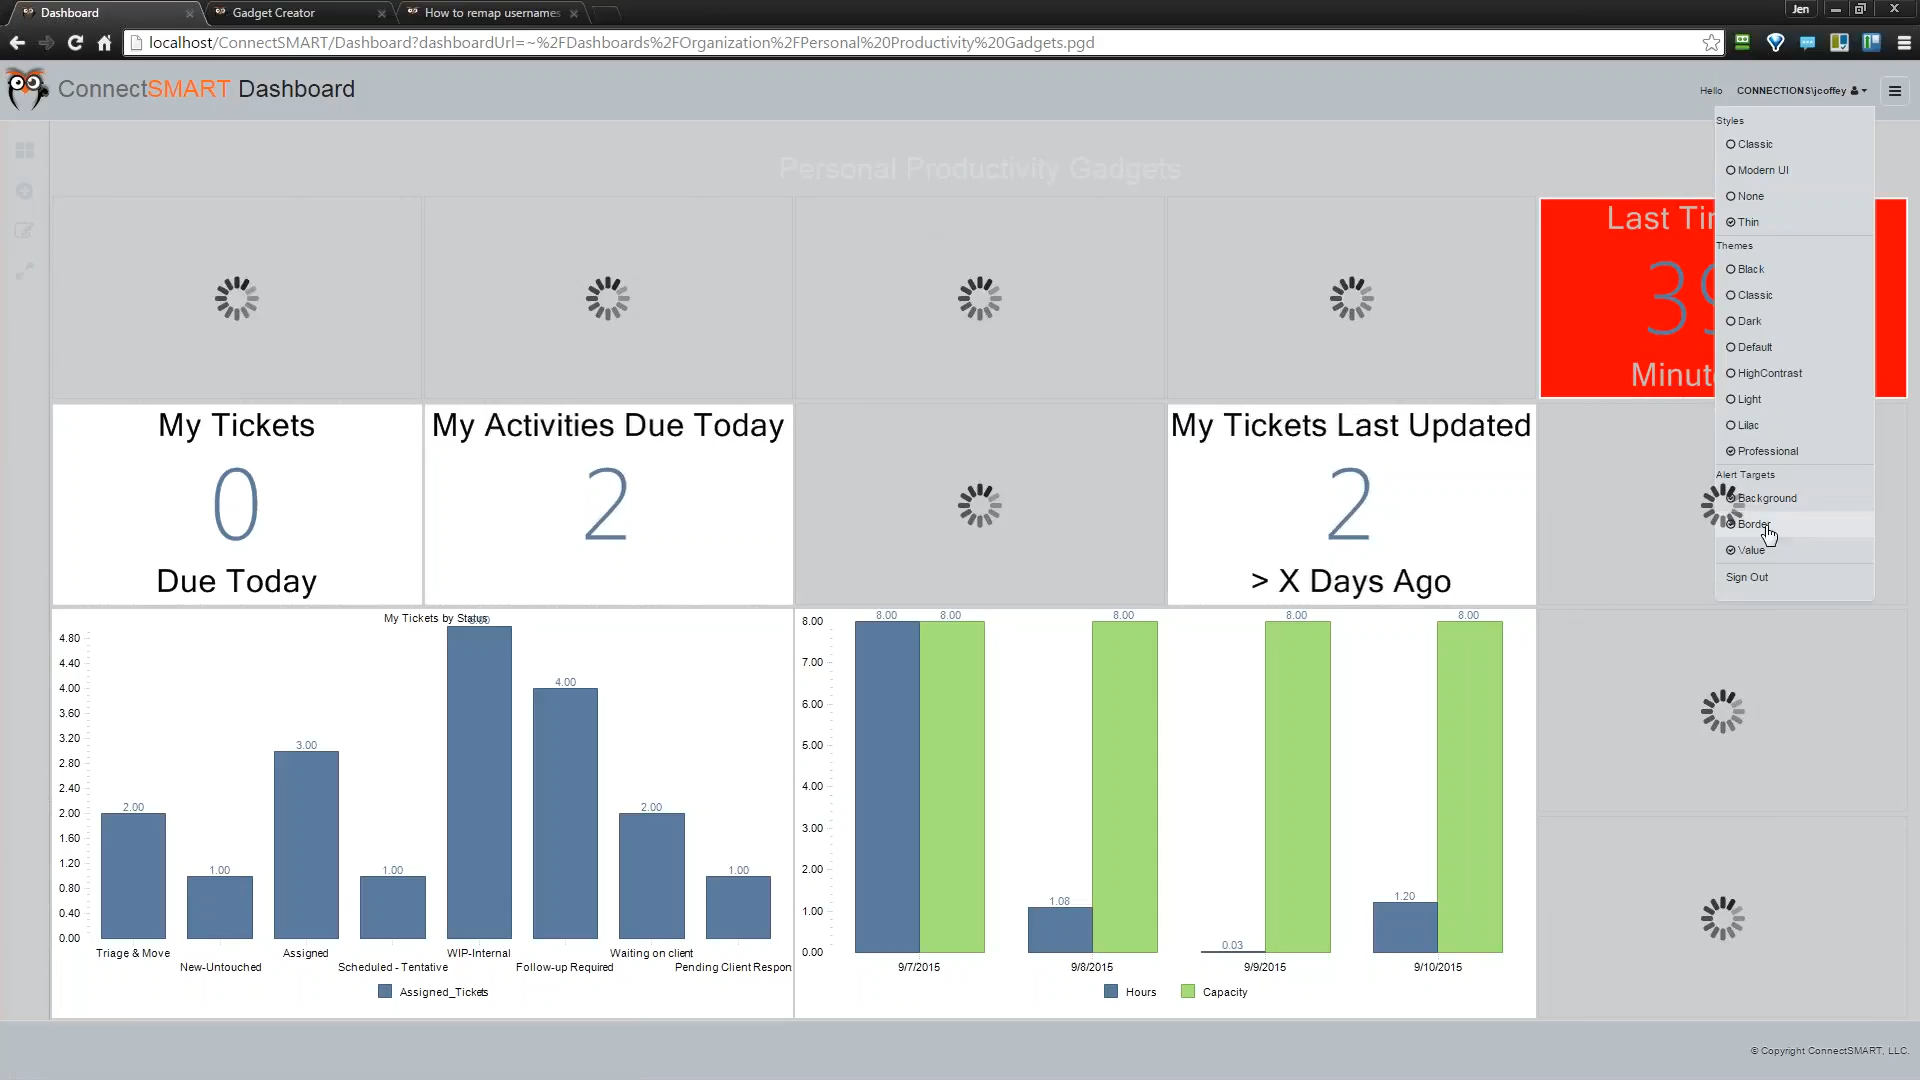 Dashboard
Gadget Creator
How to remap usernames
Jen
localhost/ConnectSMART/Dashboard?dashboardUrl=~%2FDashboards%2FOrganization%2FPersonal%20Productivity%20Gadgets.pgd
ConnectSMART Dashboard
Hello CONNECTIONS\jcoffey
Personal Productivity Gadgets
Styles
Classic
Modern UI
None
Thin
Themes
Black
Classic
Dark
Default
HighContrast
Light
Lilac
Professional
Alert Targets
Background
Border
Value
Sign Out
Last
My Tickets
0
Due Today
My Activities Due Today
2
My Tickets Last Updated
2
> X Days Ago
My Tickets by Status
4.80
4.40
4.00
3.60
3.20
2.80
2.40
2.00
1.60
1.20
0.80
0.40
0.00
2.00
1.00
3.00
1.00
4.00
2.00
1.00
Triage & Move
New-Untouched
Assigned
Scheduled - Tentative
WIP-Internal
Follow-up Required
Waiting on client
Pending Client Respon
Assigned_Tickets
8.00
7.00
6.00
5.00
4.00
3.00
2.00
1.00
0.00
8.00
8.00
1.08
8.00
0.03
8.00
1.20
8.00
9/7/2015
9/8/2015
9/9/2015
9/10/2015
Hours
Capacity
© Copyright ConnectSMART, LLC.